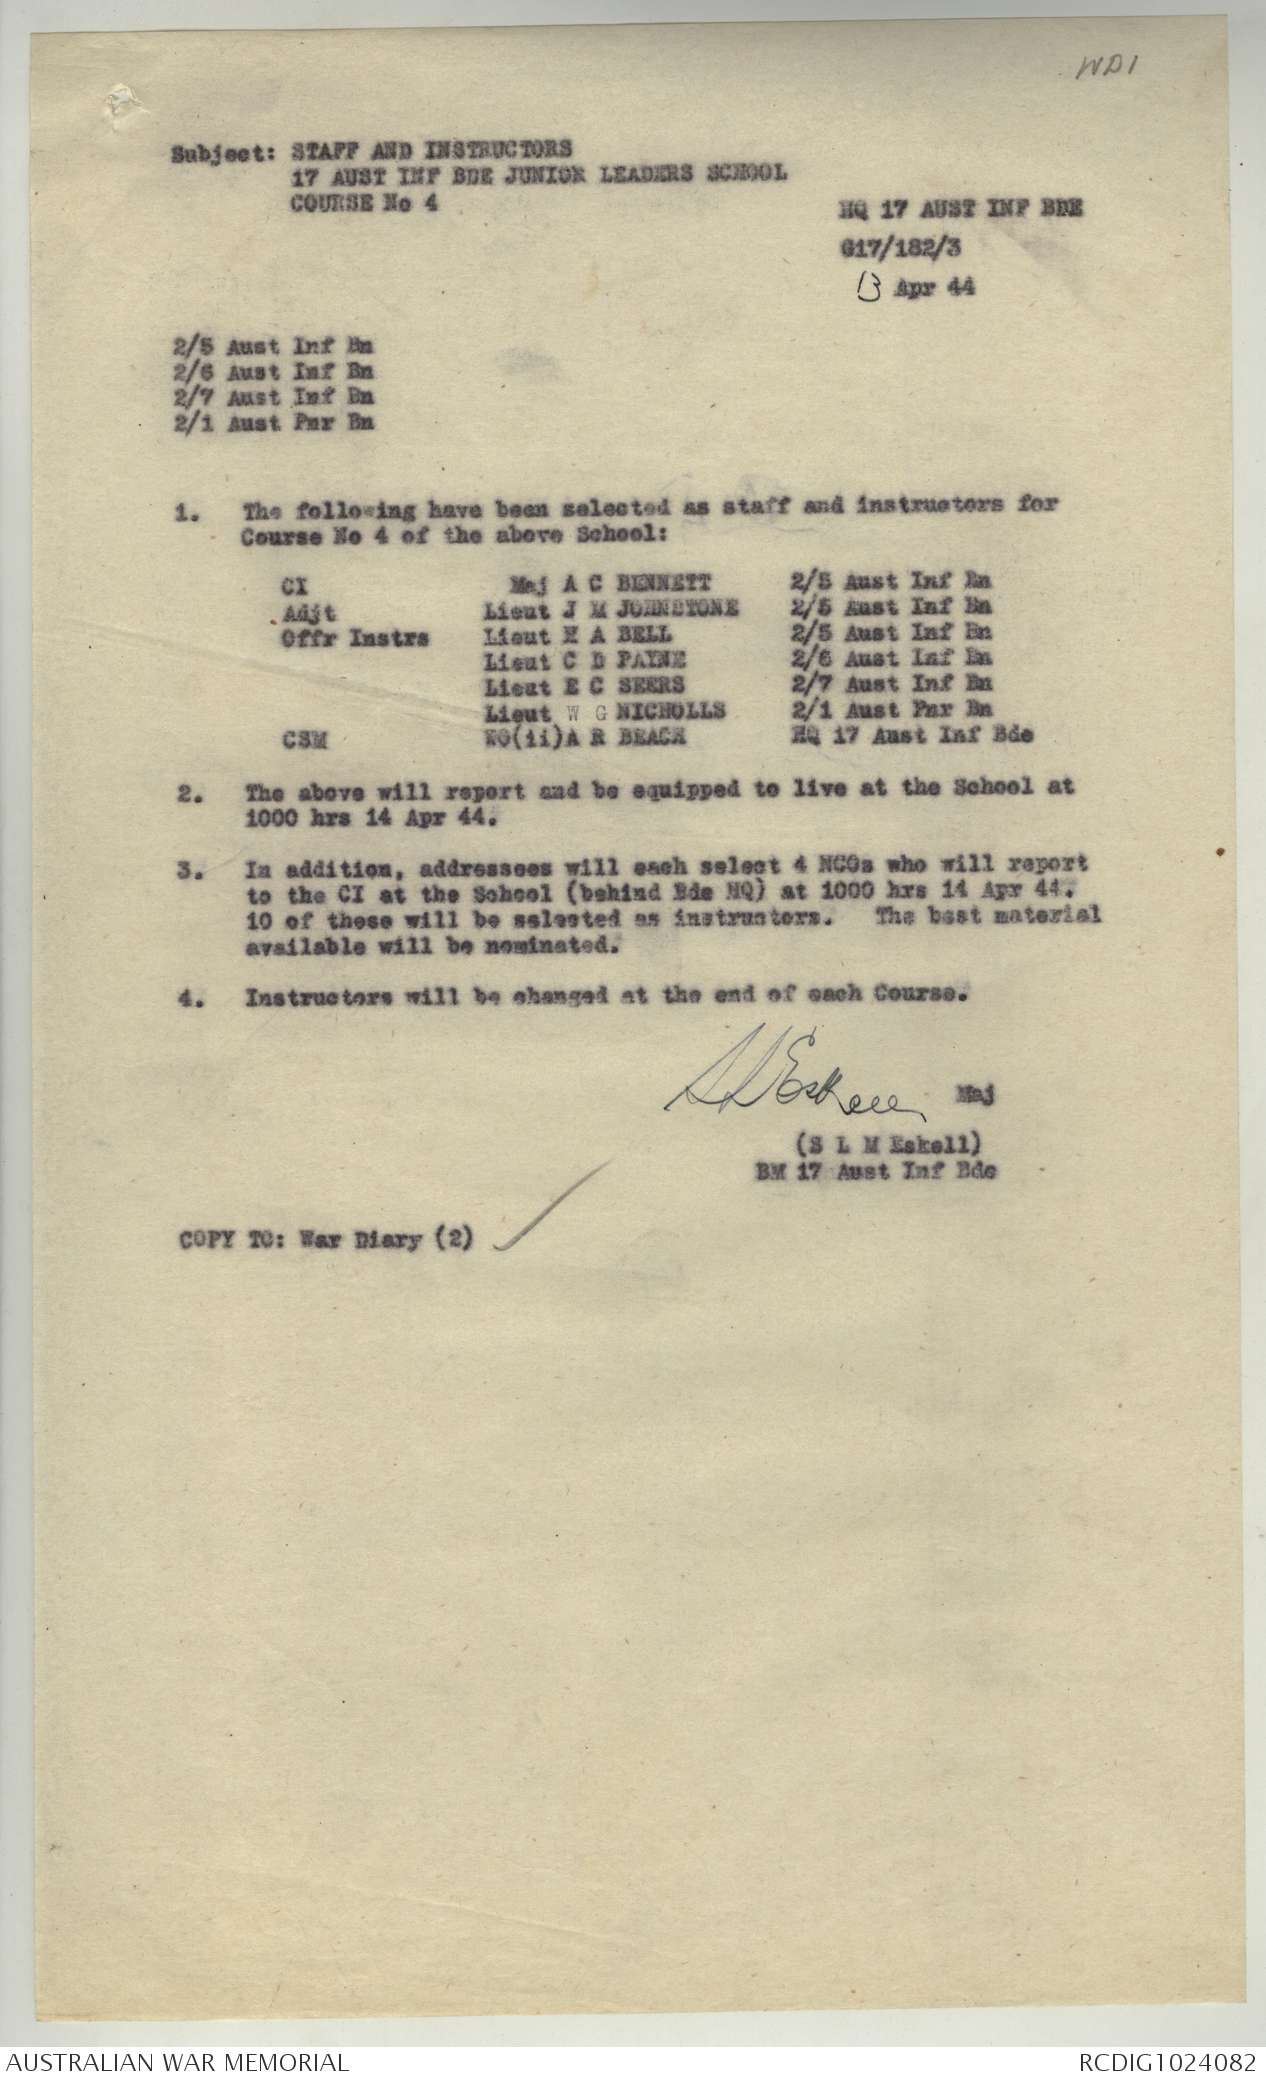 WD1
Subject: STAFF AND INSTRUCTORS
17 AUST INF BDE JUNIOR LEADERS SCHOOL
COURSE No 4
HQ 17 AUST INF BDE
G17/182/3
13 Apr 44
2/5 Aust Inf Bn
2/6 Aust Inf Bn
2/7 Aust Inf Bn
2/1 Aust Pnr Bn
1. The following have been selected as staff and instructors for
Course No 4 of the above School:
CI Maj A C BENNETT 2/5 Aust Inf Bn
Adjt Lieut J M JOHNSTONE 2/5 Aust Inf Bn
Offr Instrs Lieut A BELL 2/5 Aust Inf Bn
Lieut C D PAYNE 2/6 Aust Inf Bn
Lieut E C SEERS 2/7 Aust Inf Bn
Lieut W G NICHOLLS 2/1 Aust Pnr Bn
CSM WO(ii)A R BEACH HQ 17 Aust Inf Bde
2. The above will report and be equipped to live at the School at
1000 hrs 14 Apr 44.
3. In addition, addressees will each select 4 NCOs who will report
to the CI at the School (behind Bde HQ) at 1000 hrs 14 Apr 44.
10 of these will be selected as instructors. The best material
available will be nominated.
4. Instructors will be changed at the end of each Course.
SLEskell Maj
(S L M Eskell)
BM 17 Aust Inf Bde
COPY TO: War Diary (2)
AUSTRALIAN WAR MEMORIAL
RCDIG1024082